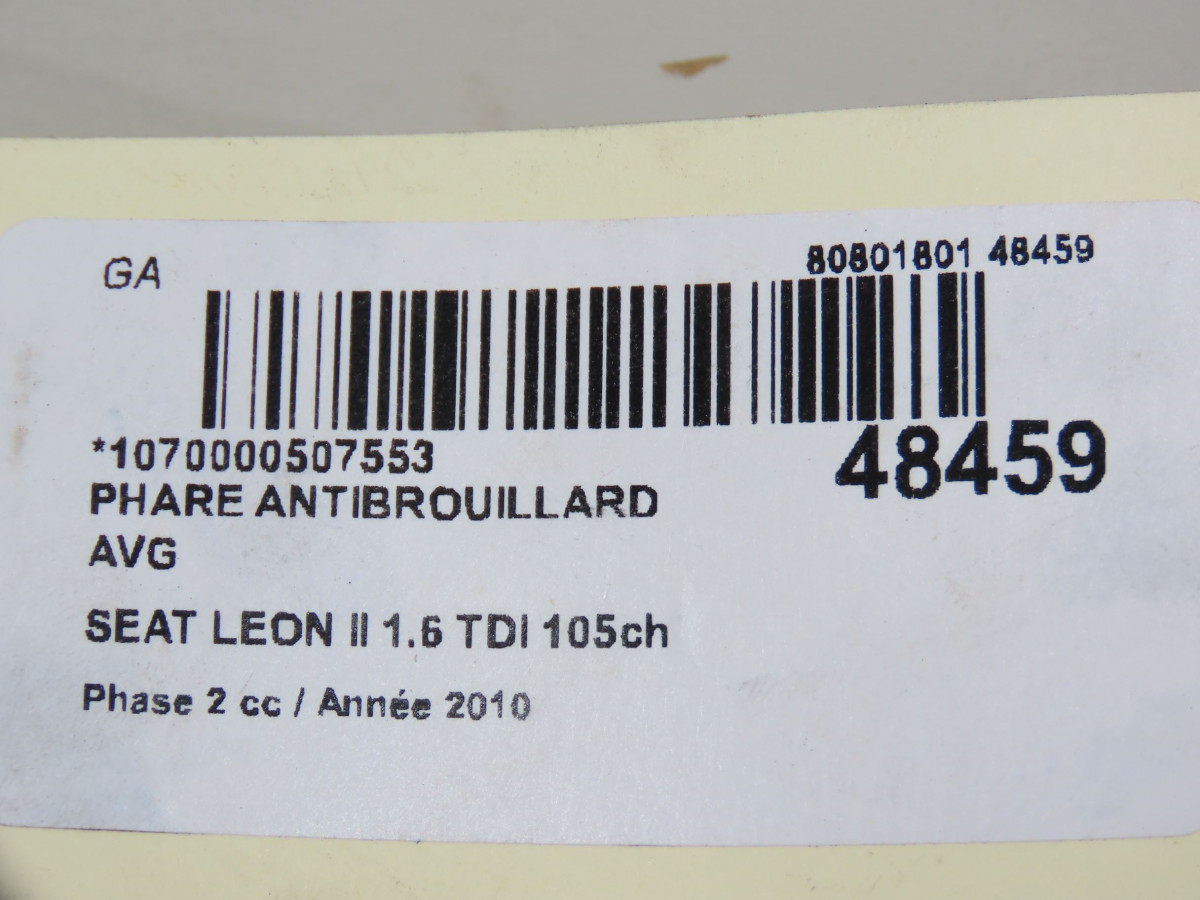 GA
80801801 48459
*1070000507553
48459
PHARE ANTIBROUILLARD
AVG
SEAT LEON II 1.6 TDI 105ch
Phase 2 cc / Année 2010